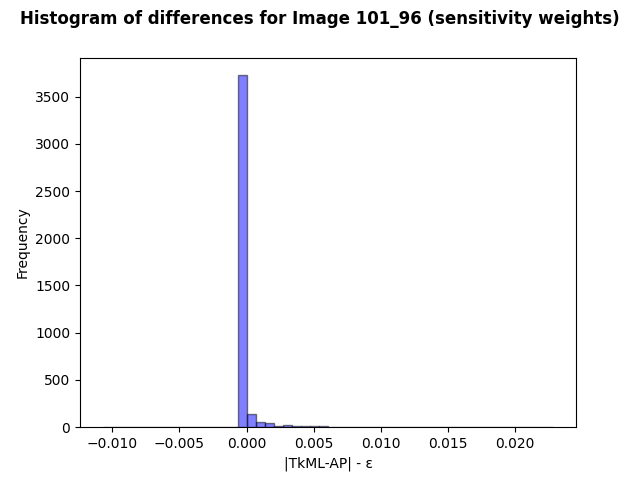 Histogram of differences for Image 101_96 (sensitivity weights)
3500
3000
2500
2000
1500
1000
500
0
Frequency
−0.010 −0.005 0.000 0.005 0.010 0.015 0.020
|TkML-AP| - ε